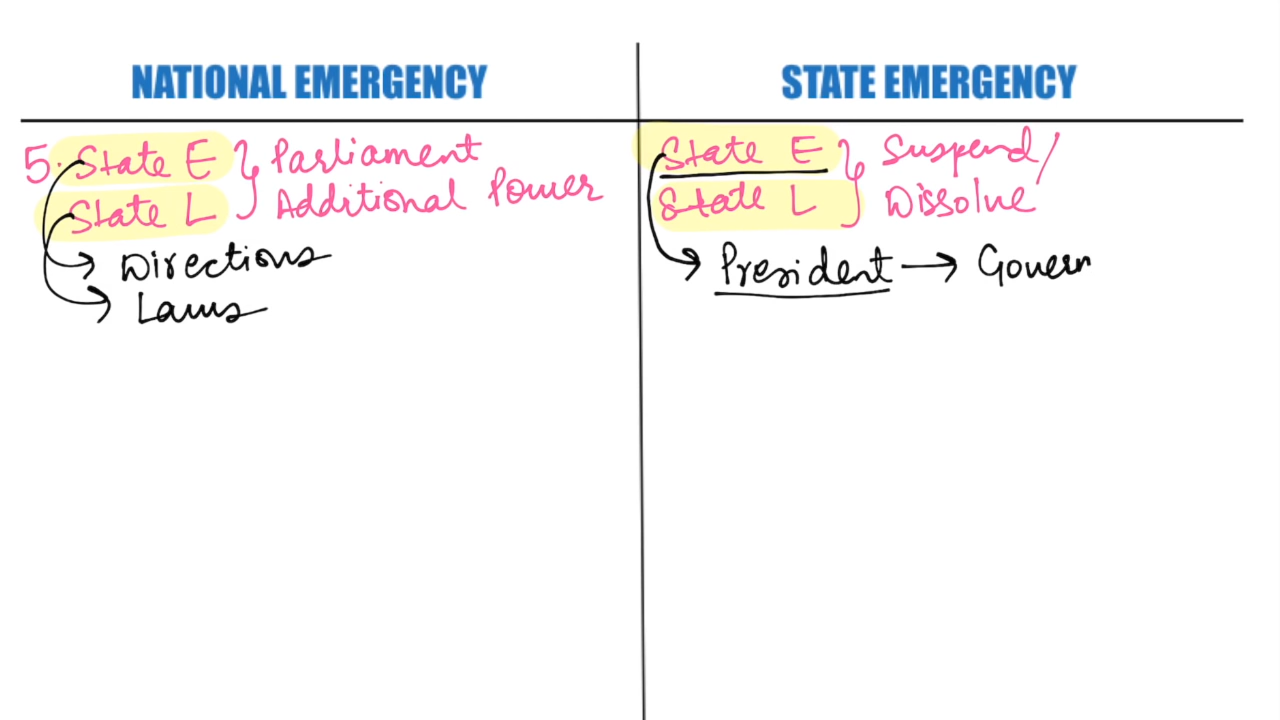 NATIONAL EMERGENCY
5. State E } Parliament
State L } Additional Power
Directions
Laws
STATE EMERGENCY
State E } Suspend/
State L } Dissolve
President → Govern